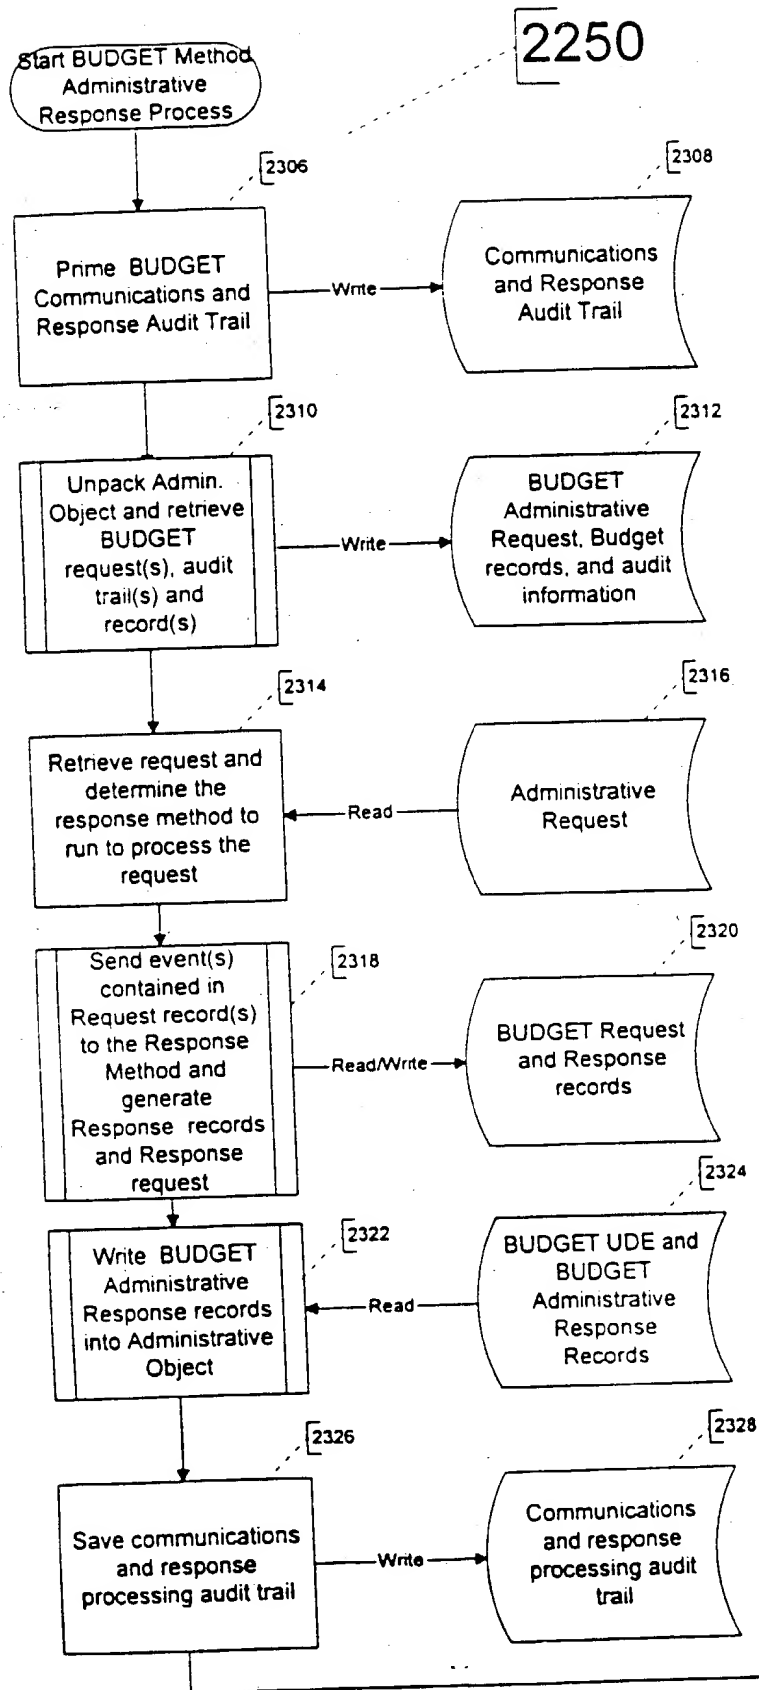 2250
Start BUDGET Method
Administrative
Response Process
2306
2308
Prime BUDGET
Communications and
Response Audit Trail
Write
Communications
and Response
Audit Trail
2310
2312
Unpack Admin.
Object and retrieve
BUDGET
request(s), audit
trail(s) and
record(s)
Write
BUDGET
Administrative
Request, Budget
records, and audit
information
2314
2316
Retrieve request and
determine the
response method to
run to process the
request
Read
Administrative
Request
2318
2320
Send event(s)
contained in
Request record(s)
to the Response
Method and
generate
Response records
and Response
request
Read/Write
BUDGET Request
and Response
records
2322
2324
Write BUDGET
Administrative
Response records
into Administrative
Object
Read
BUDGET UDE and
BUDGET
Administrative
Response
Records
2326
2328
Save communications
and response
processing audit trail
Write
Communications
and response
processing audit
trail